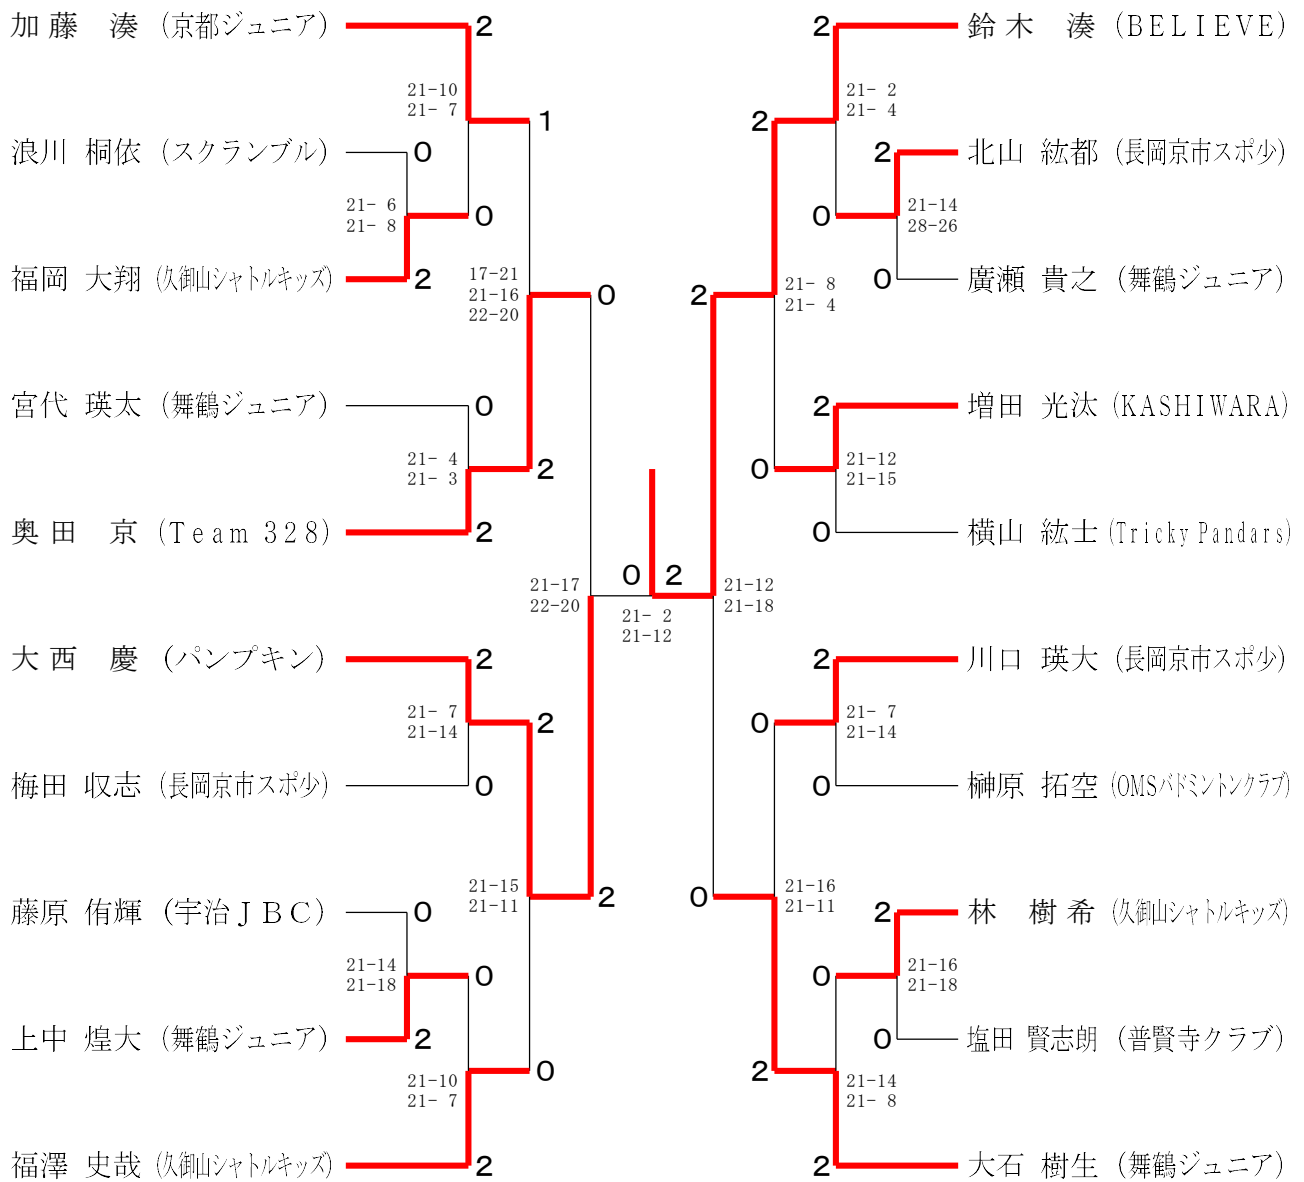 加藤　湊 (京都ジュニア) 2
2 鈴木　湊 (BELIEVE)
21-10
21- 7
1
2
21- 2
21- 4
浪川 桐依 (スクランブル) 0
2 北山 紘都 (長岡京市スポ少)
21- 6
21- 8
0
0
21-14
28-26
福岡 大翔 (久御山シャトルキッズ) 2
0 廣瀬 貴之 (舞鶴ジュニア)
17-21
21-16
22-20
0
2
21- 8
21- 4
宮代 瑛太 (舞鶴ジュニア) 0
2 増田 光汰 (KASHIWARA)
21- 4
21- 3
2
0
21-12
21-15
奥田　京 (Team 328) 2
0 横山 紘士 (Tricky Pandars)
21-17
22-20
0 2
21- 2
21-12
21-12
21-18
大西　慶 (パンプキン) 2
2 川口 瑛大 (長岡京市スポ少)
21- 7
21-14
2
0
21- 7
21-14
梅田 収志 (長岡京市スポ少) 0
0 榊原 拓空 (OMSバドミントンクラブ)
21-15
21-11
2
0
21-16
21-11
藤原 侑輝 (宇治ＪＢＣ) 0
2 林　樹希 (久御山シャトルキッズ)
21-14
21-18
0
0
21-16
21-18
上中 煌大 (舞鶴ジュニア) 2
0 塩田 賢志朗 (普賢寺クラブ)
21-10
21- 7
0
2
21-14
21- 8
福澤 史哉 (久御山シャトルキッズ) 2
2 大石 樹生 (舞鶴ジュニア)